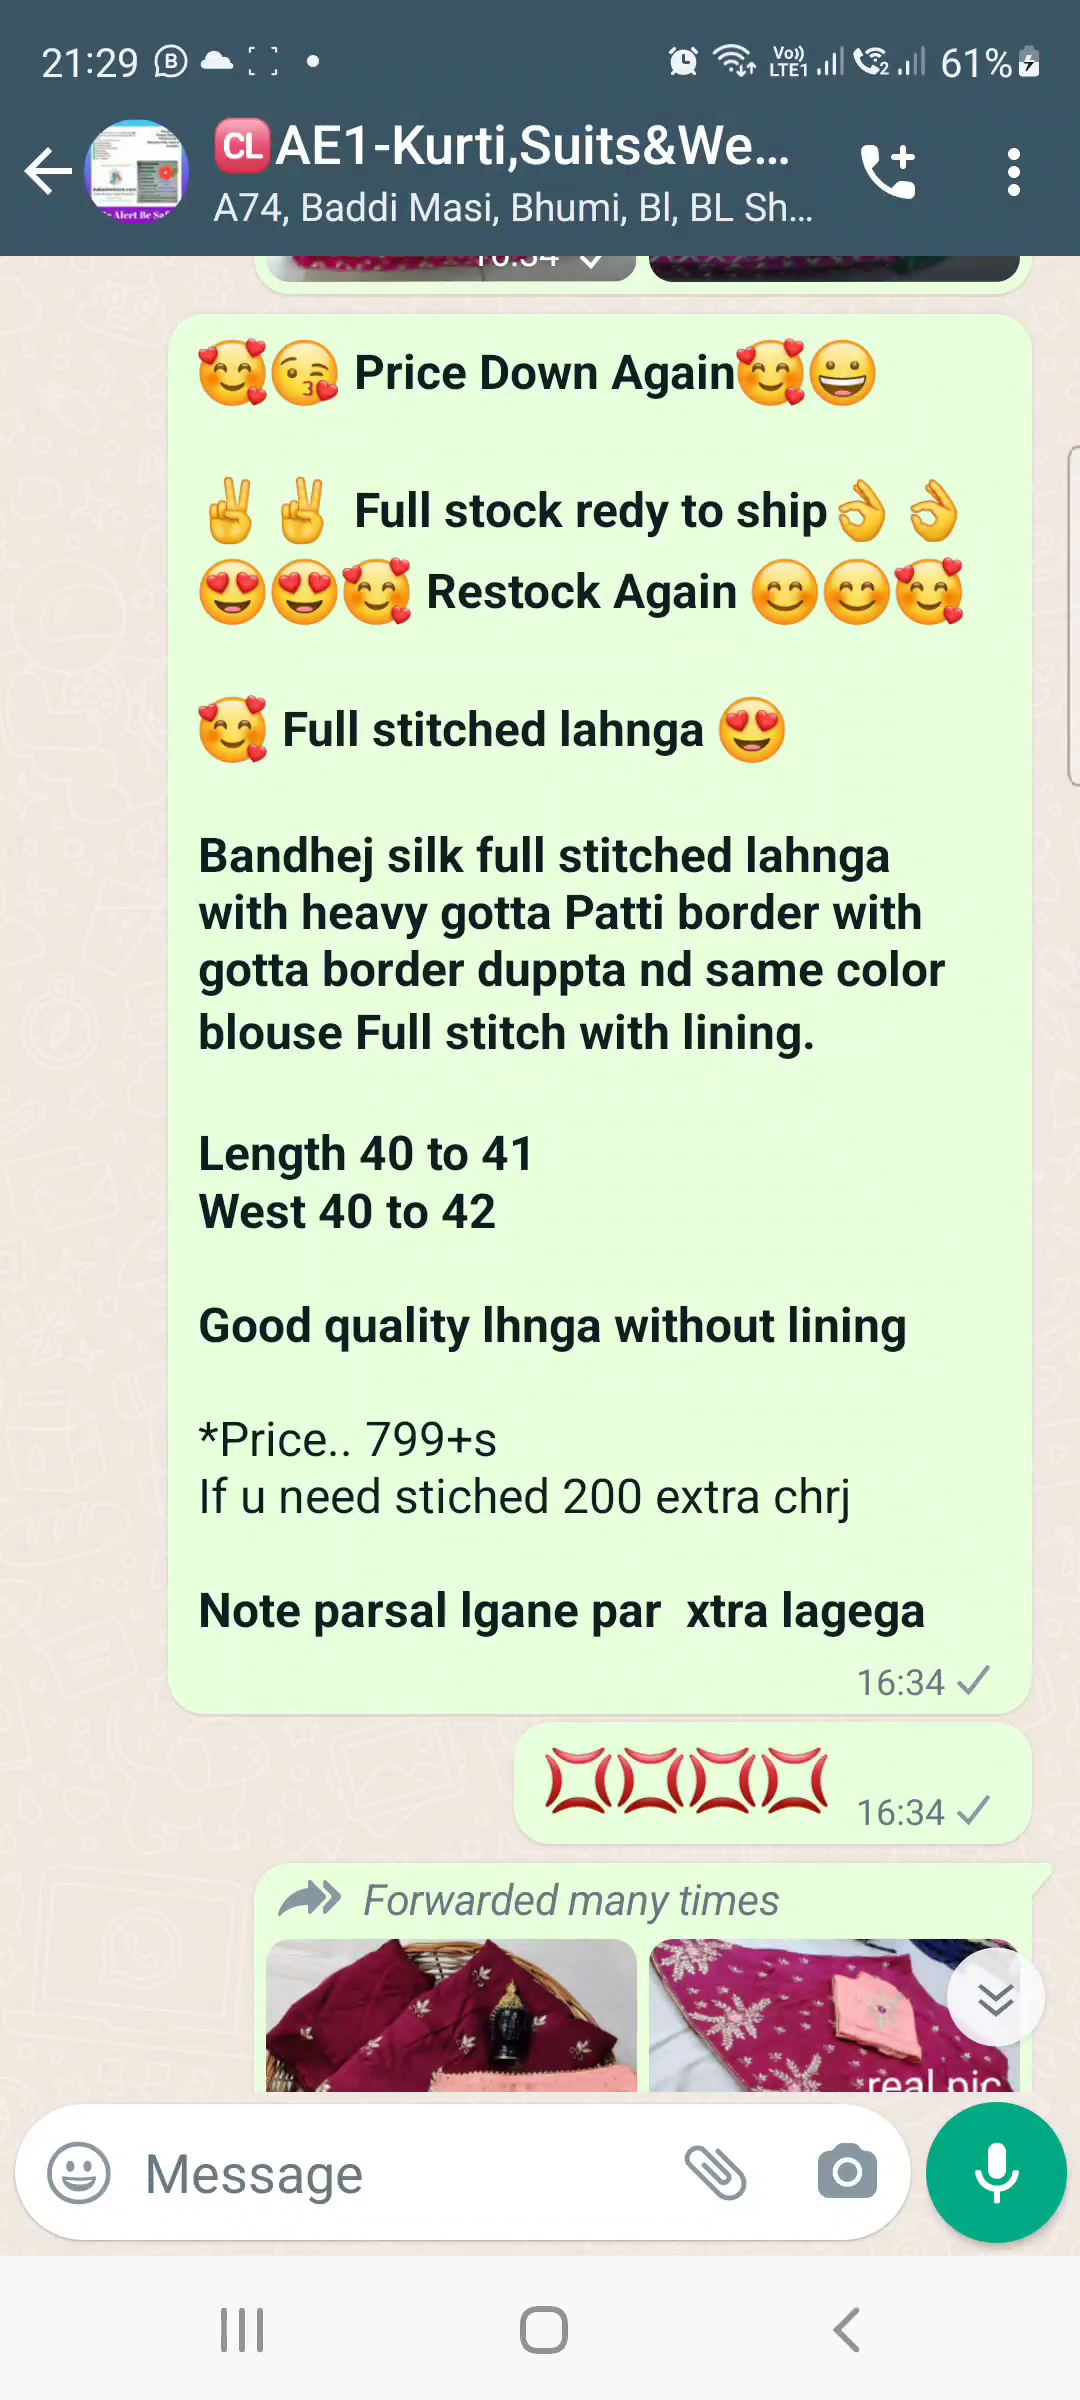 21:29 Vo)) LTE1 2 61%
CL AE1-Kurti,Suits&We...
A74, Baddi Masi, Bhumi, Bl, BL Sh...
🥰😘 Price Down Again🥰😀
✌✌ Full stock redy to ship👌👌
😍😍🥰 Restock Again 😊😊🥰
🥰 Full stitched lahnga 😍
Bandhej silk full stitched lahnga
with heavy gotta Patti border with
gotta border duppta nd same color
blouse Full stitch with lining.
Length 40 to 41
West 40 to 42
Good quality lhnga without lining
*Price.. 799+s
If u need stiched 200 extra chrj
Note parsal lgane par  xtra lagega
16:34
💢💢💢💢 16:34
Forwarded many times
real pic
Message